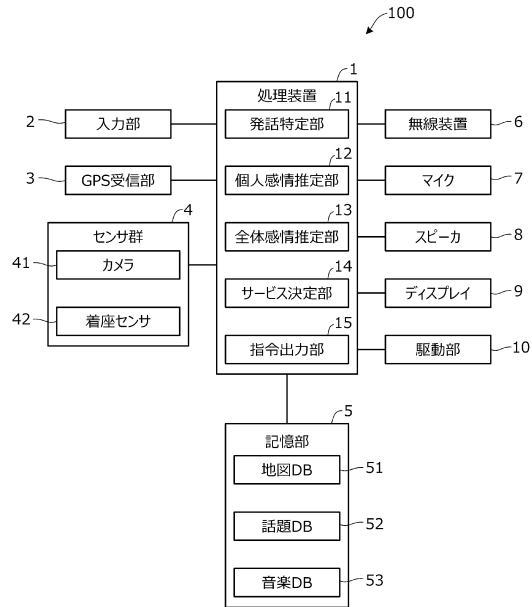 100
1
処理装置
2
入力部
11
発話特定部
無線装置
6
3
GPS受信部
12
個人感情推定部
マイク
7
4
センサ群
41
カメラ
13
全体感情推定部
スピーカ
8
42
着座センサ
14
サービス決定部
ディスプレイ
9
15
指令出力部
駆動部
10
5
記憶部
地図DB
51
話題DB
52
音楽DB
53